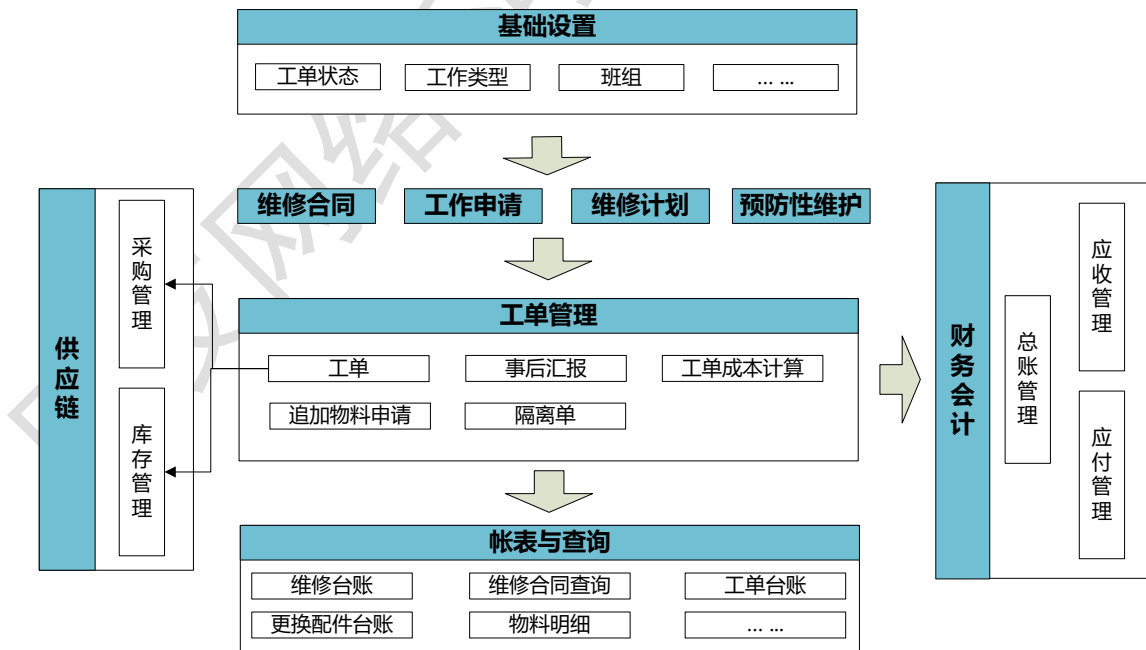 基础设置
工单状态
工作类型
班组
... ...
维修合同
工作申请
维修计划
预防性维护
供应链
采购管理
库存管理
工单管理
工单
事后汇报
工单成本计算
追加物料申请
隔离单
财务会计
总账管理
应收管理
应付管理
帐表与查询
维修台账
维修合同查询
工单台账
更换配件台账
物料明细
... ...
网络